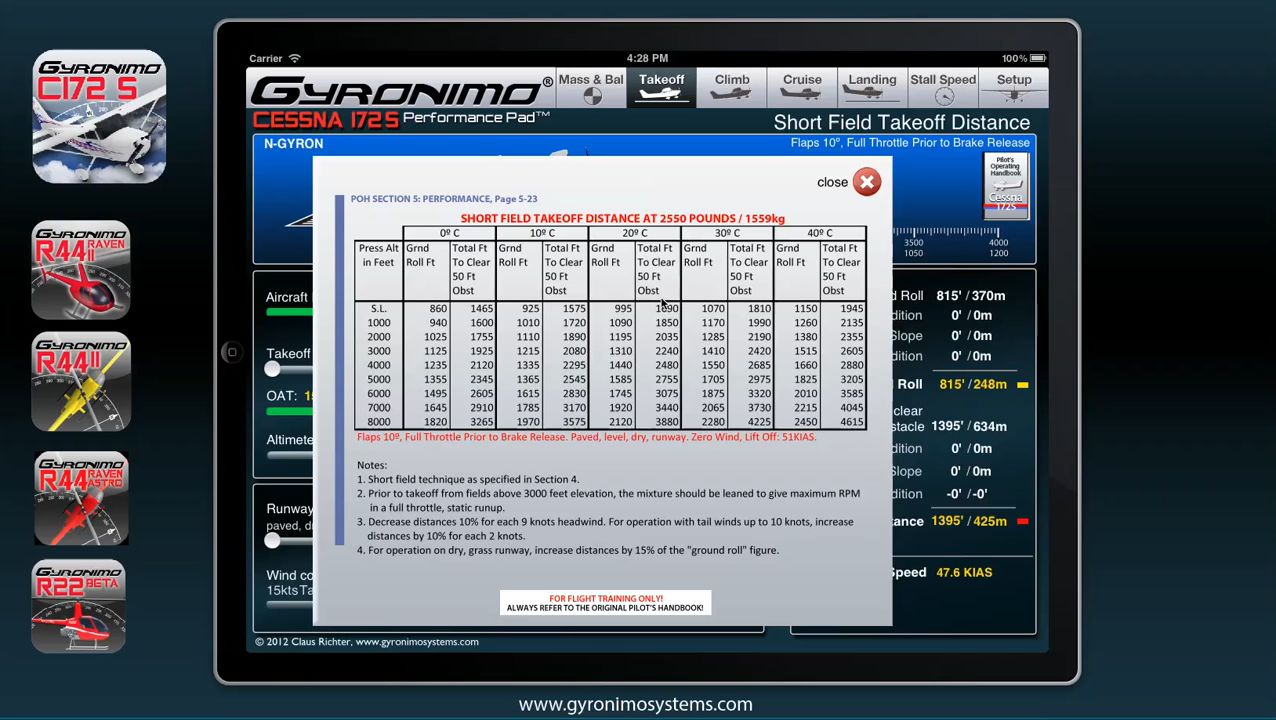 GYRONIMO
C172 S
GYRONIMO
R44 RAVEN
GYRONIMO
R44 II
GYRONIMO
R44 RAVEN
ASTRO
GYRONIMO
R22 BETA
Carrier 4:28 PM 100%
GYRONIMO® Mass & Bal Takeoff Climb Cruise Landing Stall Speed Setup
CESSNA 172 S Performance Pad™ Short Field Takeoff Distance
N-GYRON Flaps 10º, Full Throttle Prior to Brake Release
Pilot's
Operating
Handbook
Cessna
172S
3500 4000
1050 1200
close
POH SECTION 5: PERFORMANCE, Page 5-23
SHORT FIELD TAKEOFF DISTANCE AT 2550 POUNDS / 1559kg
0º C 10º C 20º C 30º C 40º C
Press Alt Grnd Total Ft Grnd Total Ft Grnd Total Ft Grnd Total Ft Grnd Total Ft
in Feet Roll Ft To Clear Roll Ft To Clear Roll Ft To Clear Roll Ft To Clear Roll Ft To Clear
50 Ft 50 Ft 50 Ft 50 Ft 50 Ft
Obst Obst Obst Obst Obst
S.L. 860 1465 925 1575 995 1690 1070 1810 1150 1945
1000 940 1600 1010 1720 1090 1850 1170 1990 1260 2135
2000 1025 1755 1110 1890 1195 2035 1285 2190 1380 2355
3000 1125 1925 1215 2080 1310 2240 1410 2420 1515 2605
4000 1235 2120 1335 2295 1440 2480 1550 2685 1660 2880
5000 1355 2345 1365 2545 1585 2755 1705 2975 1825 3205
6000 1495 2605 1615 2830 1745 3075 1875 3320 2010 3585
7000 1645 2910 1785 3170 1920 3440 2065 3730 2215 4045
8000 1820 3265 1970 3575 2120 3880 2280 4225 2450 4615
Flaps 10º, Full Throttle Prior to Brake Release. Paved, level, dry, runway. Zero Wind, Lift Off: 51KIAS.
Notes:
1. Short field technique as specified in Section 4.
2. Prior to takeoff from fields above 3000 feet elevation, the mixture should be leaned to give maximum RPM
in a full throttle, static runup.
3. Decrease distances 10% for each 9 knots headwind. For operation with tail winds up to 10 knots, increase
distances by 10% for each 2 knots.
4. For operation on dry, grass runway, increase distances by 15% of the "ground roll" figure.
FOR FLIGHT TRAINING ONLY!
ALWAYS REFER TO THE ORIGINAL PILOT'S HANDBOOK!
Aircraft
Takeoff
OAT:
Altimete
Runwa
paved, d
Wind co
15kts Ta
d Roll 815' / 370m
ndition 0' / 0m
Slope 0' / 0m
ndition 0' / 0m
Roll 815' / 248m
clear
stacle 1395' / 634m
ndition 0' / 0m
Slope 0' / 0m
ndition -0' / -0'
tance 1395' / 425m
Speed 47.6 KIAS
© 2012 Claus Richter, www.gyronimosystems.com
www.gyronimosystems.com